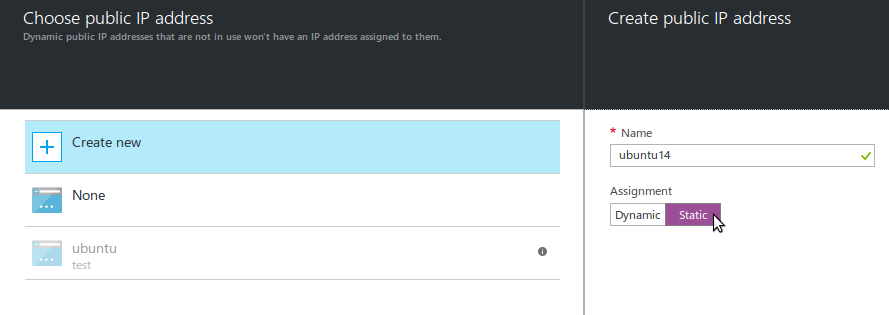 Choose public IP address
Dynamic public IP addresses that are not in use won't have an IP address assigned to them.
Create new
None
ubuntu
test
Create public IP address
* Name
ubuntu14
Assignment
Dynamic Static